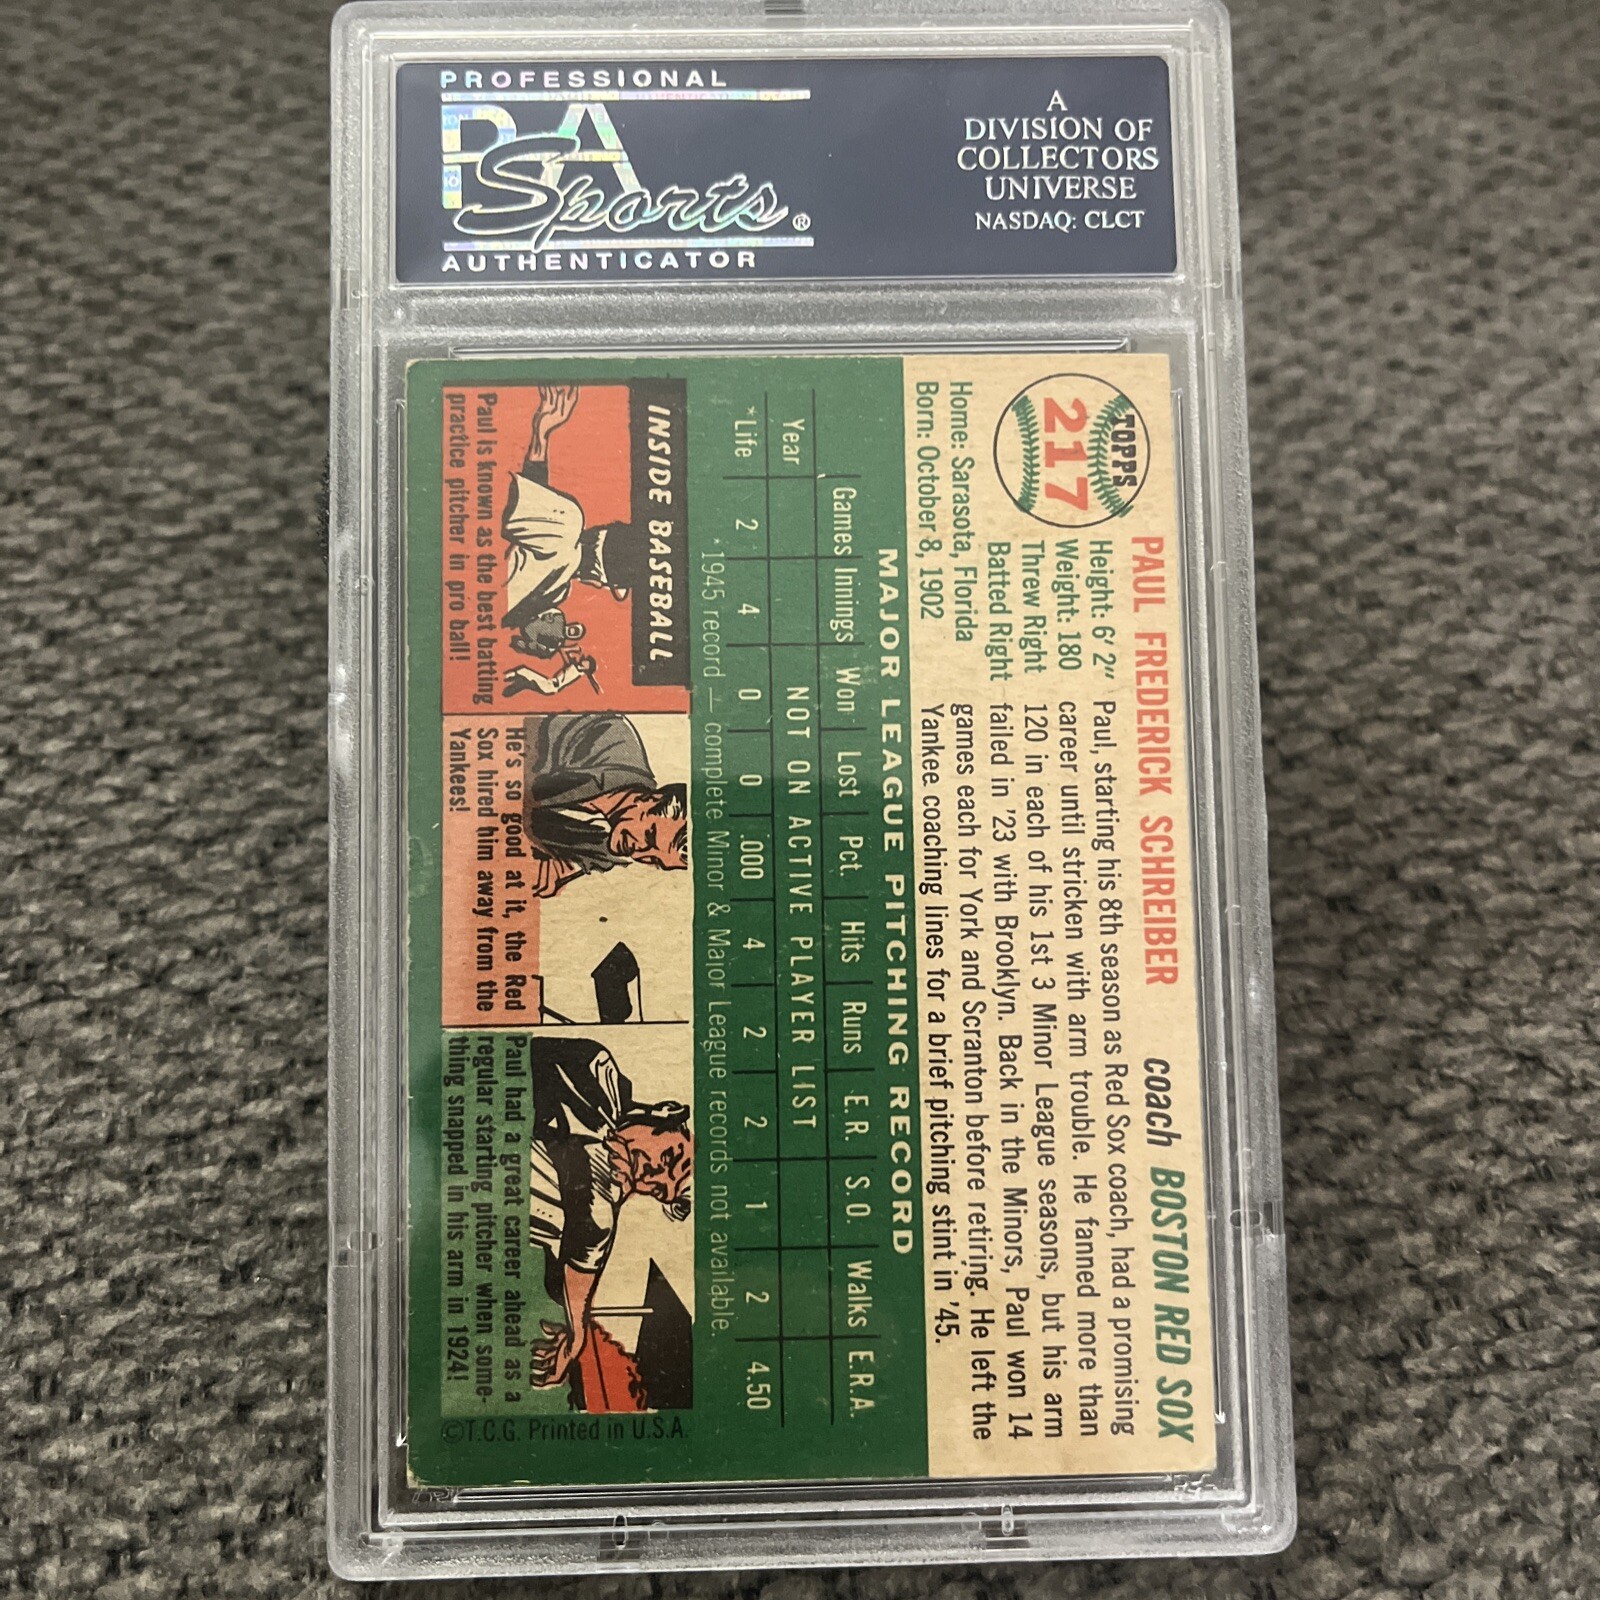 PROFESSIONAL
PSA
Sports®
AUTHENTICATOR
A
DIVISION OF
COLLECTORS
UNIVERSE
NASDAQ: CLCT
TOPPS
217
PAUL FREDERICK SCHREIBER
coach BOSTON RED SOX
Height: 6' 2"
Weight: 180
Threw Right
Batted Right
Home: Sarasota, Florida
Born: October 8, 1902
Paul, starting his 8th season as Red Sox coach, had a promising
career until stricken with arm trouble. He fanned more than
120 in each of his 1st 3 Minor League seasons, but his arm
failed in '23 with Brooklyn. Back in the Minors, Paul won 14
games each for York and Scranton before retiring. He left the
Yankee coaching lines for a brief pitching stint in '45.
MAJOR LEAGUE PITCHING RECORD
Games Innings Won Lost Pct. Hits Runs E.R. S.O. Walks E.R.A.
Year NOT ON ACTIVE PLAYER LIST
*Life 2 4 0 0 .000 4 2 2 1 2 4.50
*1945 record — complete Minor & Major League records not available.
INSIDE BASEBALL
Paul is known as the best batting
practice pitcher in pro ball!
He's so good at it, the Red
Sox hired him away from the
Yankees!
Paul had a great career ahead as a
regular starting pitcher when some-
thing snapped in his arm in 1924!
©T.C.G. Printed in U.S.A.